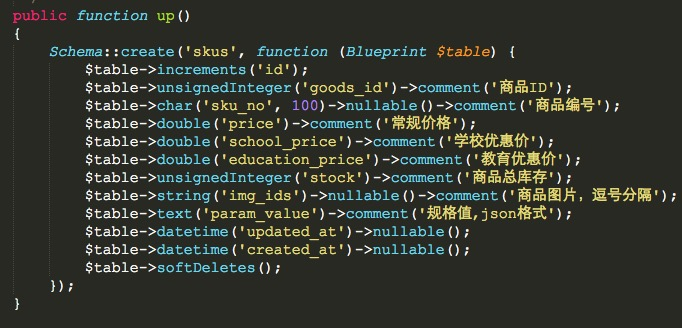 public function up()
{
    Schema::create('skus', function (Blueprint $table) {
        $table->increments('id');
        $table->unsignedInteger('goods_id')->comment('商品ID');
        $table->char('sku_no', 100)->nullable()->comment('商品编号');
        $table->double('price')->comment('常规价格');
        $table->double('school_price')->comment('学校优惠价');
        $table->double('education_price')->comment('教育优惠价');
        $table->unsignedInteger('stock')->comment('商品总库存');
        $table->string('img_ids')->nullable()->comment('商品图片，逗号分隔');
        $table->text('param_value')->comment('规格值,json格式');
        $table->datetime('updated_at')->nullable();
        $table->datetime('created_at')->nullable();
        $table->softDeletes();
    });
}